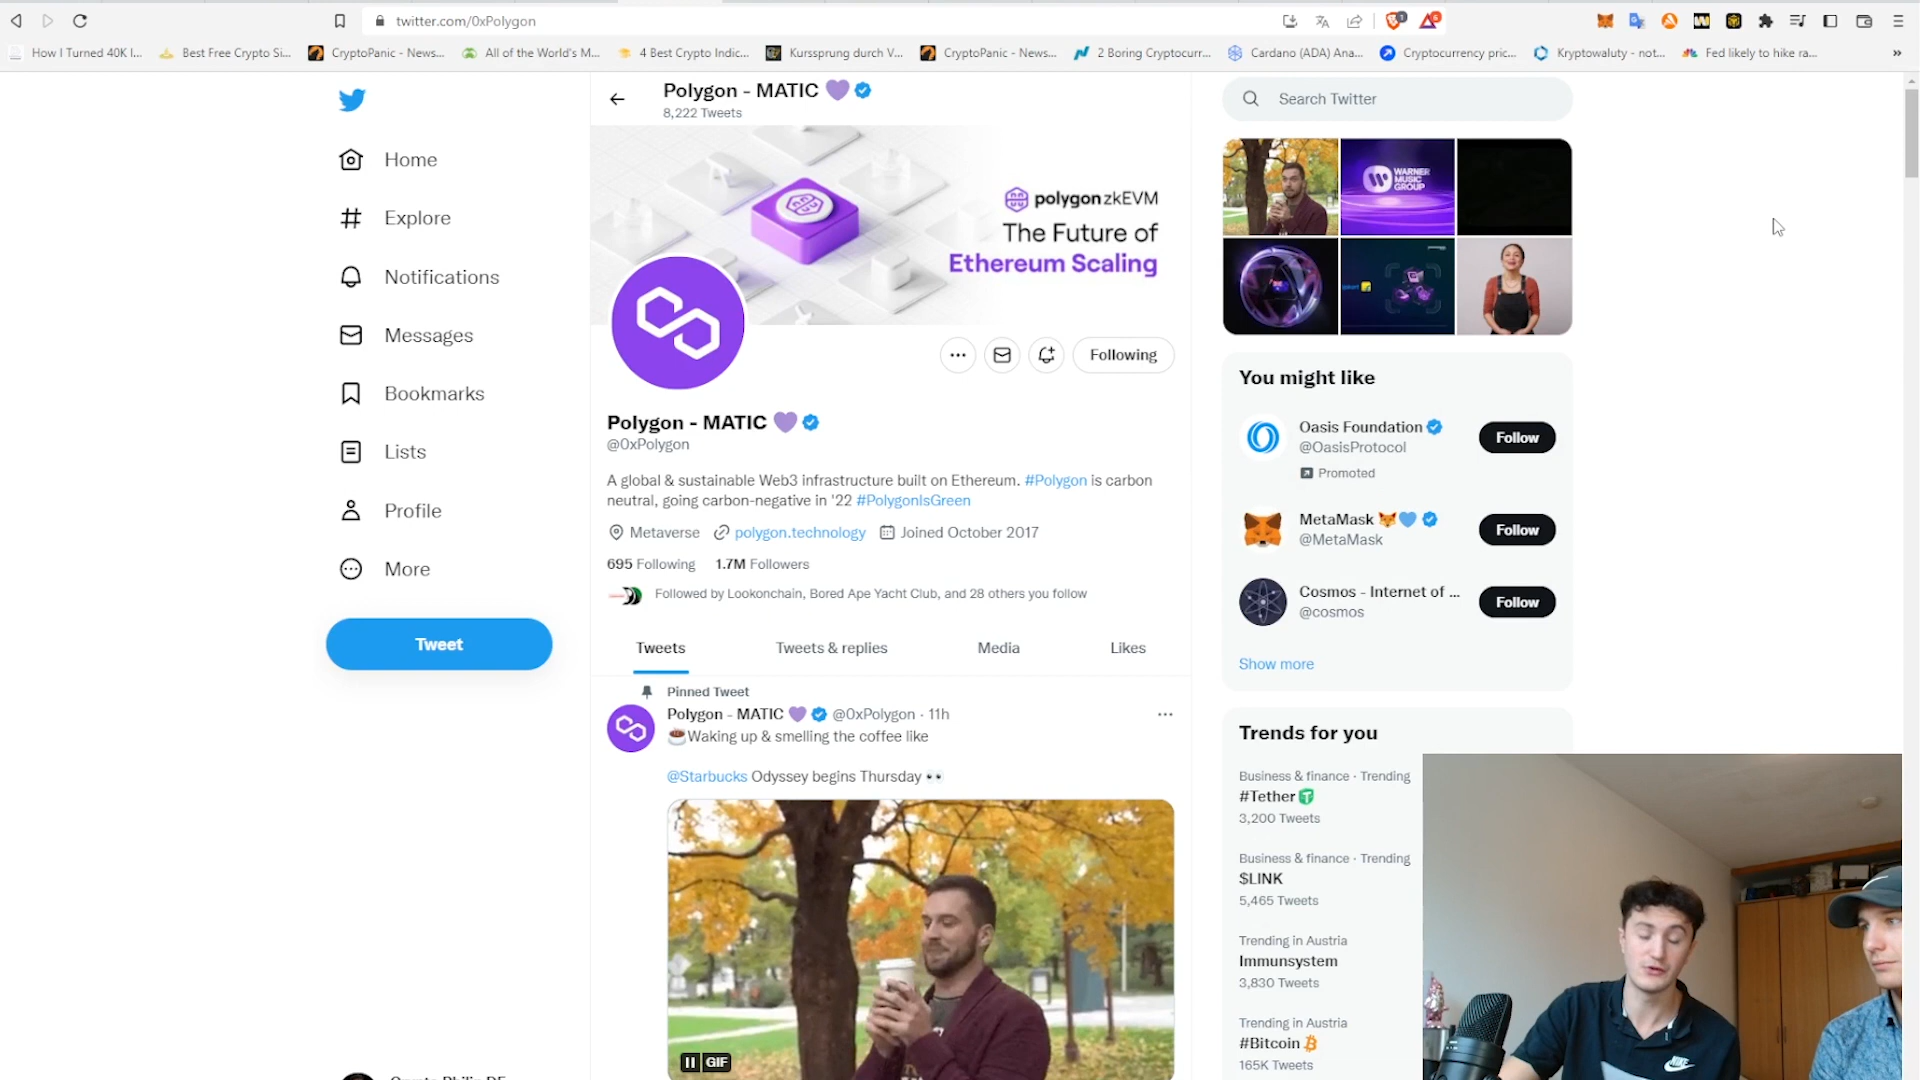 twitter.com/0xPolygon
How I Turned 40K I...
Best Free Crypto Si...
CryptoPanic - News...
All of the World's M...
4 Best Crypto Indic...
Kurssprung durch V...
CryptoPanic - News...
2 Boring Cryptocurr...
Cardano (ADA) Ana...
Cryptocurrency pric...
Kryptowaluty - not...
Fed likely to hike ra...
»
Home
Explore
Notifications
Messages
Bookmarks
Lists
Profile
More
Tweet
Polygon - MATIC 💜
8,222 Tweets
polygon zkEVM
The Future of
Ethereum Scaling
Following
Polygon - MATIC 💜
@0xPolygon
A global & sustainable Web3 infrastructure built on Ethereum. #Polygon is carbon
neutral, going carbon-negative in '22 #PolygonIsGreen
Metaverse polygon.technology Joined October 2017
695 Following 1.7M Followers
Followed by Lookonchain, Bored Ape Yacht Club, and 28 others you follow
Tweets Tweets & replies Media Likes
Pinned Tweet
Polygon - MATIC 💜 @0xPolygon · 11h
☕Waking up & smelling the coffee like
@Starbucks Odyssey begins Thursday 👀
GIF
Search Twitter
WARNER
MUSIC
GROUP
You might like
Oasis Foundation
@OasisProtocol
Promoted
Follow
MetaMask 🦊💙
@MetaMask
Follow
Cosmos - Internet of ...
@cosmos
Follow
Show more
Trends for you
Business & finance · Trending
#Tether
3,200 Tweets
Business & finance · Trending
$LINK
5,465 Tweets
Trending in Austria
Immunsystem
3,830 Tweets
Trending in Austria
#Bitcoin
165K Tweets